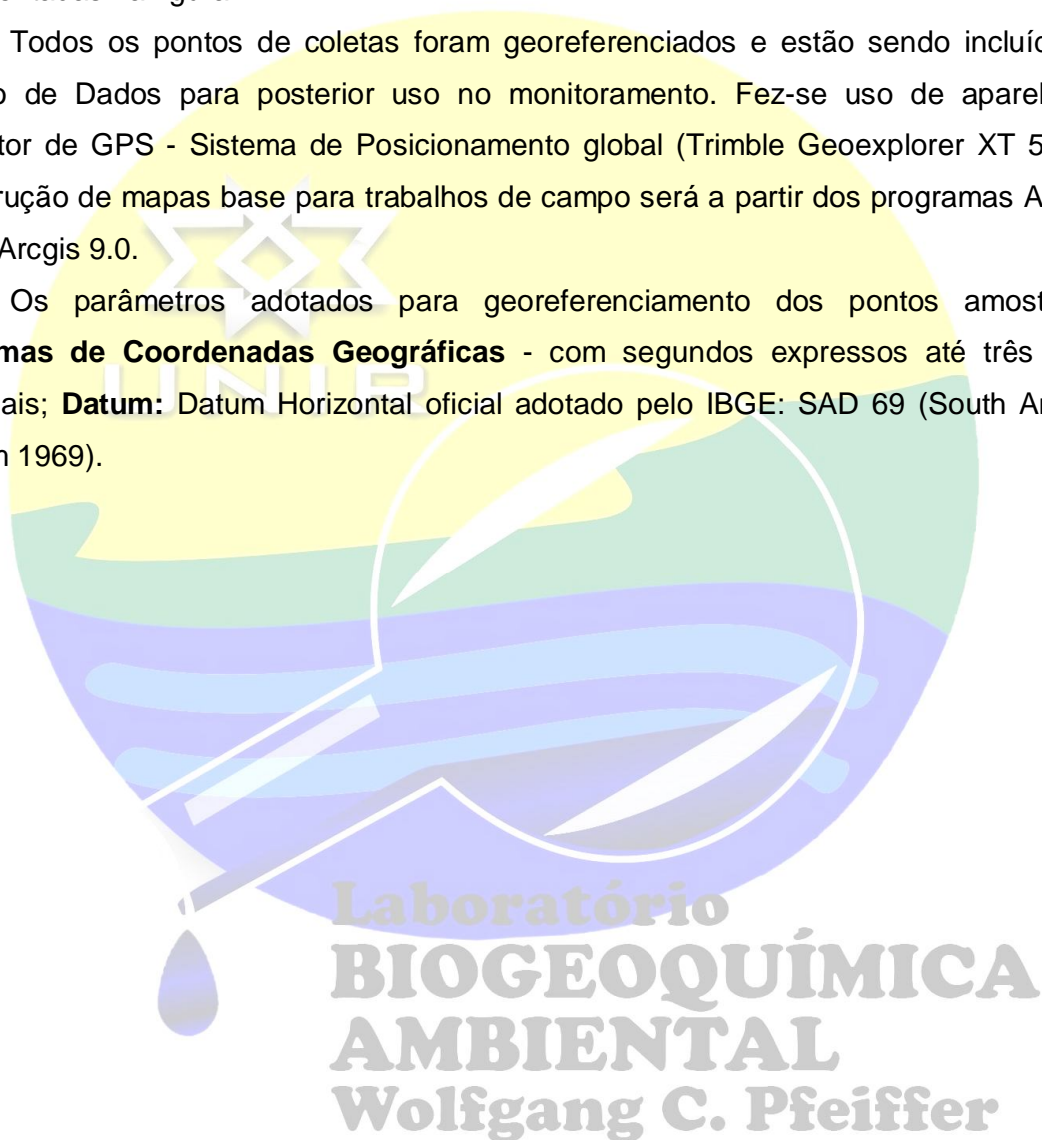 Todos os pontos de coletas foram georeferenciados e estão sendo incluíd
o de Dados para posterior uso no monitoramento. Fez-se uso de aparel
tor de GPS - Sistema de Posicionamento global (Trimble Geoexplorer XT 5
rução de mapas base para trabalhos de campo será a partir dos programas A
Arcgis 9.0.
Os parâmetros adotados para georeferenciamento dos pontos amost
mas de Coordenadas Geográficas - com segundos expressos até três
ais; Datum: Datum Horizontal oficial adotado pelo IBGE: SAD 69 (South Am
n 1969).
UNIR
Laboratório
BIOGEOQUÍMICA
AMBIENTAL
Wolfgang C. Pfeiffer